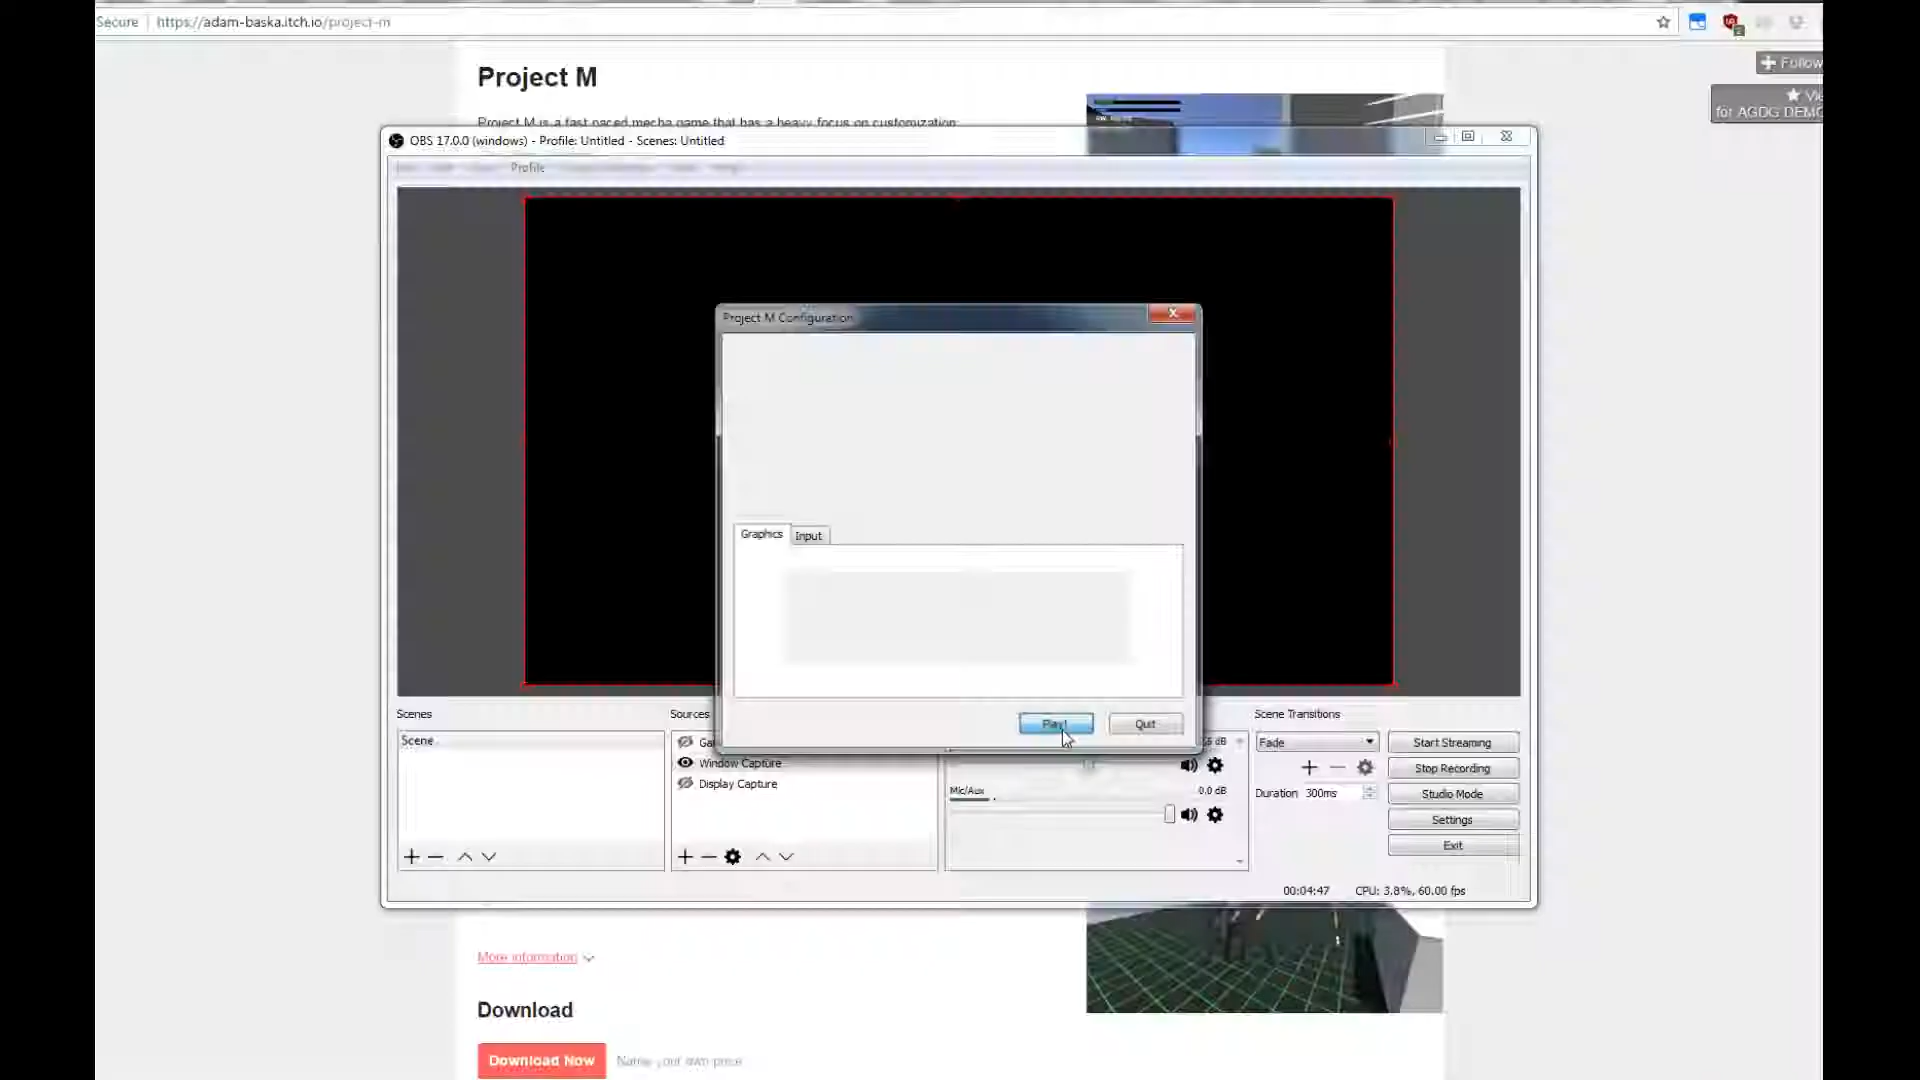 Secure
https://adam-baska.itch.io/project-m
Follow
for AGDG DEMO
Project M
Project M is a fast paced mecha game that has a heavy focus on customization
OBS 17.0.0 (windows) - Profile: Untitled - Scenes: Untitled
Profile
Project M Configuration
Graphics
Input
Play!
Quit
Scenes
Scene
Sources
Window Capture
Display Capture
Mic/Aux
0.0 dB
Scene Transitions
Fade
Duration 300ms
Start Streaming
Stop Recording
Studio Mode
Settings
Exit
00:04:47
CPU: 3.8%, 60.00 fps
More information
Download
Download Now
Name your own price